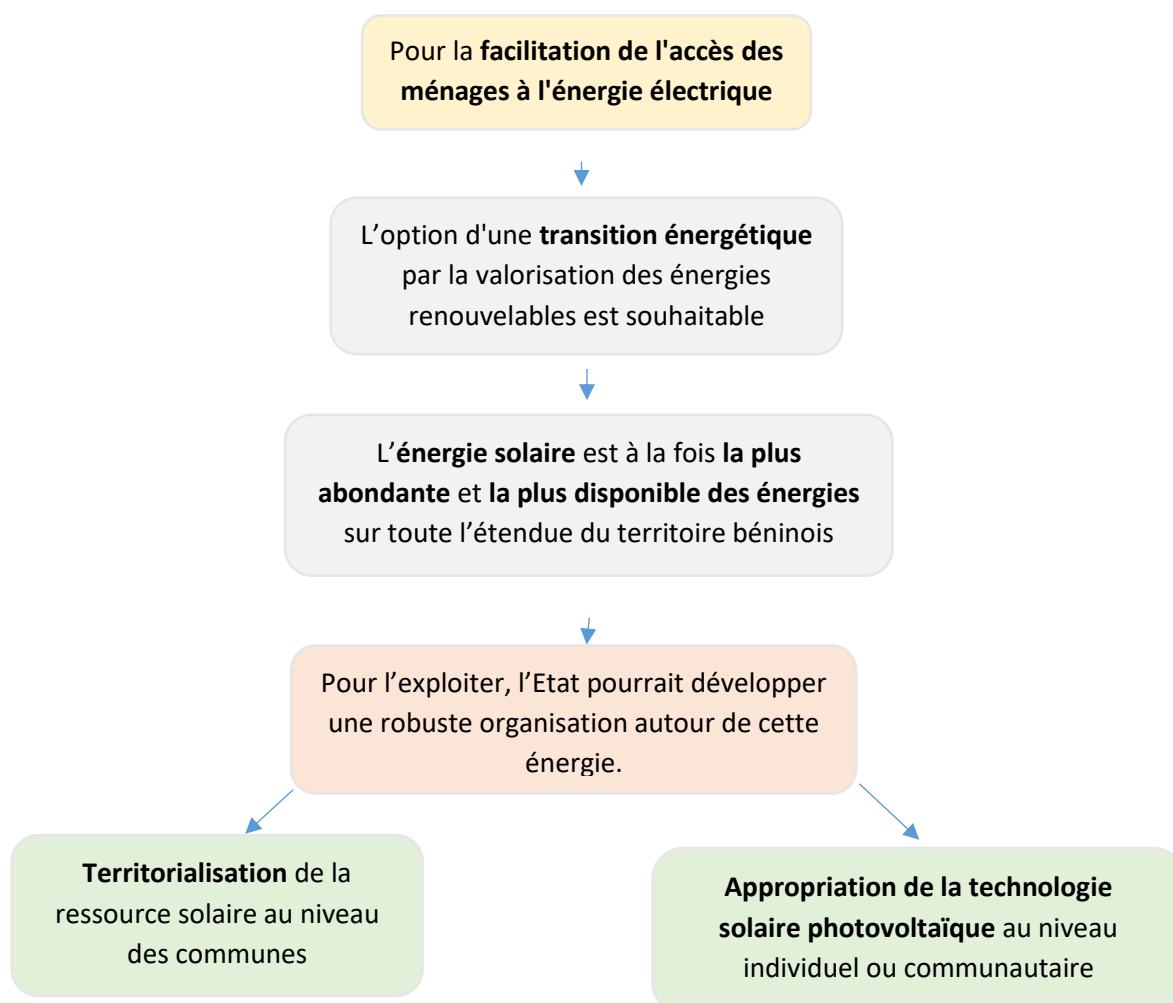 Pour la facilitation de l'accès des
ménages à l'énergie électrique
L’option d'une transition énergétique
par la valorisation des énergies
renouvelables est souhaitable
L’énergie solaire est à la fois la plus
abondante et la plus disponible des énergies
sur toute l’étendue du territoire béninois
Pour l’exploiter, l’Etat pourrait développer
une robuste organisation autour de cette
énergie.
Territorialisation de la
ressource solaire au niveau
des communes
Appropriation de la technologie
solaire photovoltaïque au niveau
individuel ou communautaire